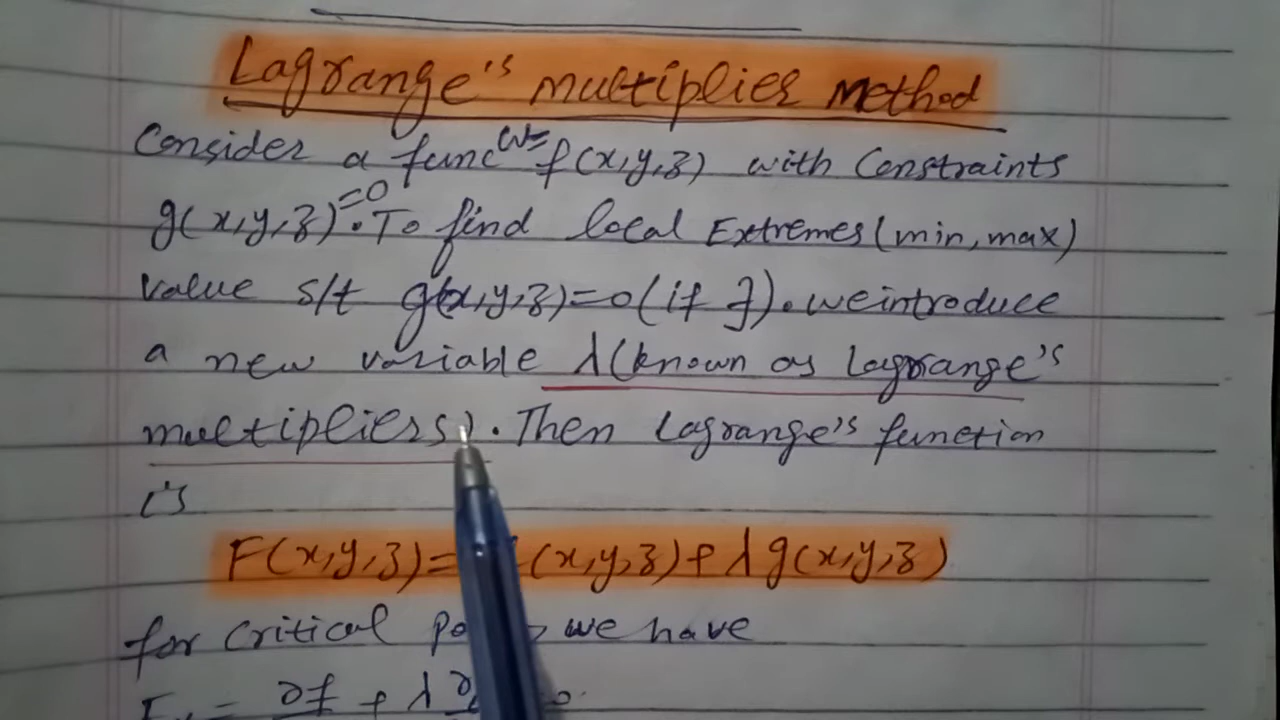 Lagrange's multiplier method
Consider a func^n f(x,y,z) with Constraints
g(x,y,z)=0. To find local Extremes (min, max)
value s/t g(x,y,z)=0 (if ∃). we introduce
a new variable λ (known as Lagrange's
multipliers). Then Lagrange's function
is
F(x,y,z)= (x,y,z) + λ g(x,y,z)
for critical we have
= ∂f + λ